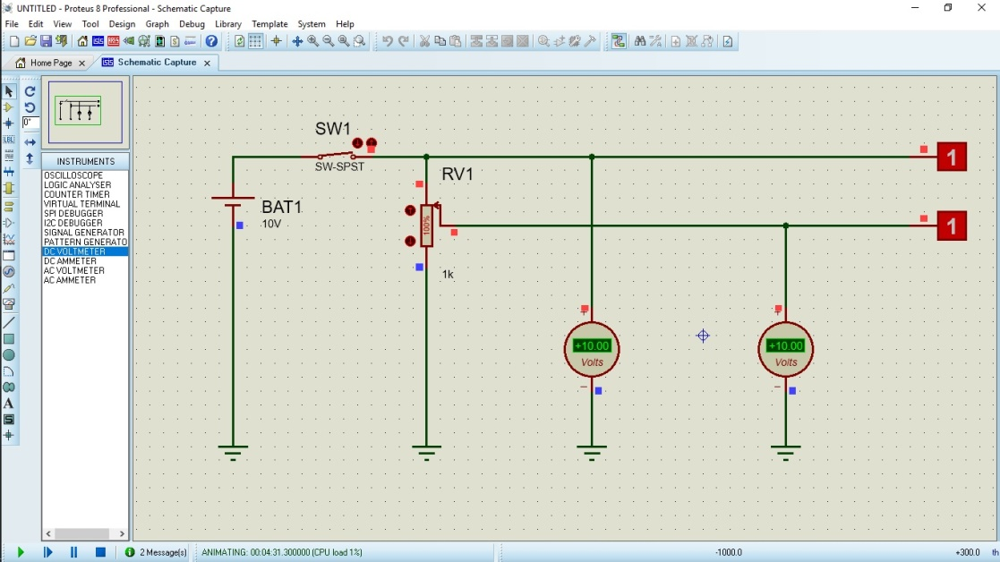 UNTITLED - Proteus 8 Professional - Schematic Capture
File Edit View Tool Design Graph Debug Library Template System Help
Home Page Schematic Capture
0°
LBL
INSTRUMENTS
OSCILLOSCOPE
LOGIC ANALYSER
COUNTER TIMER
VIRTUAL TERMINAL
SPI DEBUGGER
I2C DEBUGGER
SIGNAL GENERATOR
PATTERN GENERATO
DC VOLTMETER
DC AMMETER
AC VOLTMETER
AC AMMETER
A
S
SW1
SW-SPST
BAT1
10V
RV1
100%
1k
1
1
+10.00
Volts
+10.00
Volts
2 Message(s)
ANIMATING: 00:04:31.300000 (CPU load 1%)
-1000.0
+300.0
th